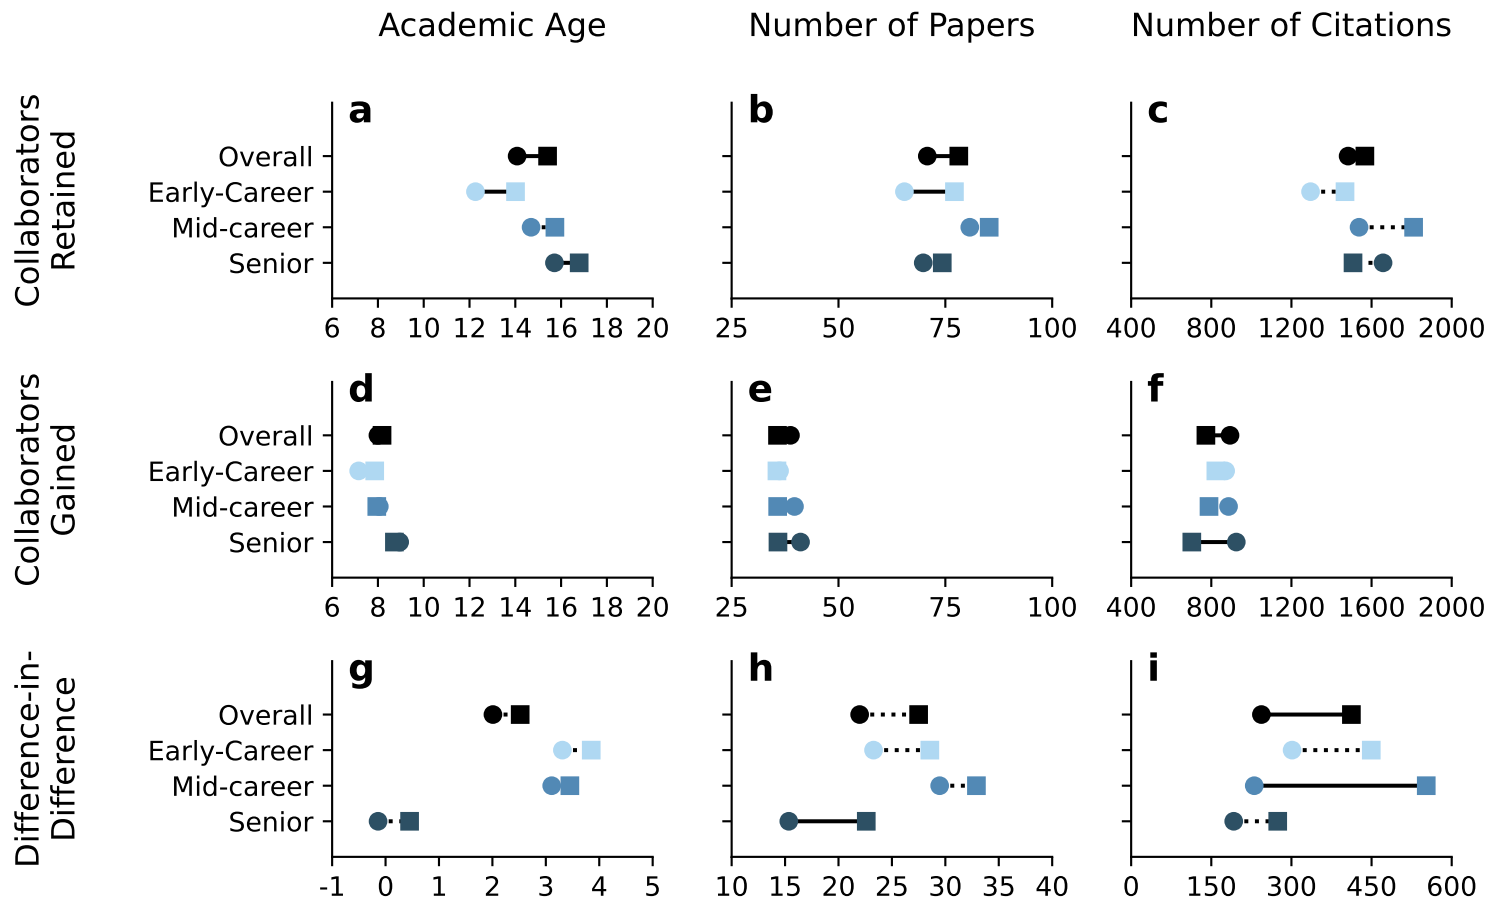 Academic Age Number of Papers Number of Citations
Collaborators
Retained
a b c
Overall
Early-Career
Mid-career
Senior
6 8 10 12 14 16 18 20 25 50 75 100 400 800 1200 1600 2000
Collaborators
Gained
d e f
Overall
Early-Career
Mid-career
Senior
6 8 10 12 14 16 18 20 25 50 75 100 400 800 1200 1600 2000
Difference-in-
Difference
g h i
Overall
Early-Career
Mid-career
Senior
-1 0 1 2 3 4 5 10 15 20 25 30 35 40 0 150 300 450 600